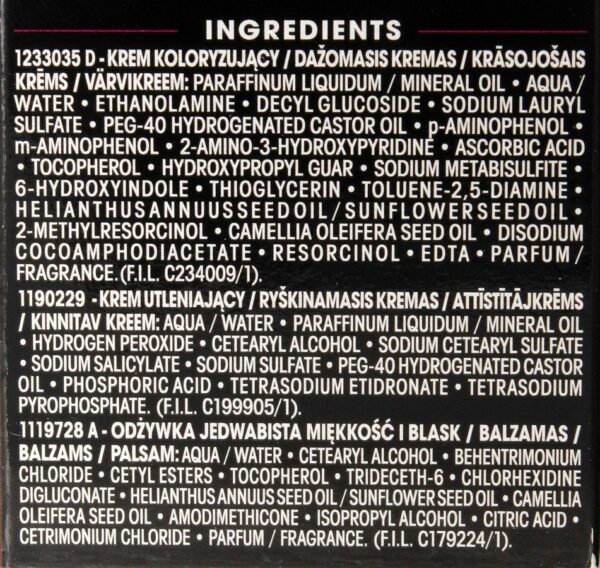 INGREDIENTS
1233035 D - KREM KOLORYZUJĄCY / DAŽOMASIS KREMAS / KRĀSOJOŠAIS
KRĒMS / VÄRVIKREEM: PARAFFINUM LIQUIDUM / MINERAL OIL • AQUA /
WATER • ETHANOLAMINE • DECYL GLUCOSIDE • SODIUM LAURYL
SULFATE • PEG-40 HYDROGENATED CASTOR OIL • p-AMINOPHENOL •
m-AMINOPHENOL • 2-AMINO-3-HYDROXYPYRIDINE • ASCORBIC ACID
• TOCOPHEROL • HYDROXYPROPYL GUAR • SODIUM METABISULFITE •
6-HYDROXYINDOLE • THIOGLYCERIN • TOLUENE-2,5-DIAMINE •
HELIANTHUS ANNUUS SEED OIL / SUNFLOWER SEED OIL •
2-METHYLRESORCINOL • CAMELLIA OLEIFERA SEED OIL • DISODIUM
COCOAMPHODIACETATE • RESORCINOL • EDTA • PARFUM /
FRAGRANCE. (F.I.L. C234009/1).
1190229 - KREM UTLENIAJĄCY / RYŠKINAMASIS KREMAS / ATTĪSTĪTĀJKRĒMS
/ KINNITAV KREEM: AQUA / WATER • PARAFFINUM LIQUIDUM / MINERAL OIL
• HYDROGEN PEROXIDE • CETEARYL ALCOHOL • SODIUM CETEARYL SULFATE
• SODIUM SALICYLATE • SODIUM SULFATE • PEG-40 HYDROGENATED CASTOR
OIL • PHOSPHORIC ACID • TETRASODIUM ETIDRONATE • TETRASODIUM
PYROPHOSPHATE. (F.I.L. C199905/1).
1119728 A - ODŻYWKA JEDWABISTA MIĘKKOŚĆ I BLASK / BALZAMAS /
BALZAMS / PALSAM: AQUA / WATER • CETEARYL ALCOHOL • BEHENTRIMONIUM
CHLORIDE • CETYL ESTERS • TOCOPHEROL • TRIDECETH-6 • CHLORHEXIDINE
DIGLUCONATE • HELIANTHUS ANNUUS SEED OIL / SUNFLOWER SEED OIL • CAMELLIA
OLEIFERA SEED OIL • AMODIMETHICONE • ISOPROPYL ALCOHOL • CITRIC ACID •
CETRIMONIUM CHLORIDE • PARFUM / FRAGRANCE. (F.I.L. C179224/1).